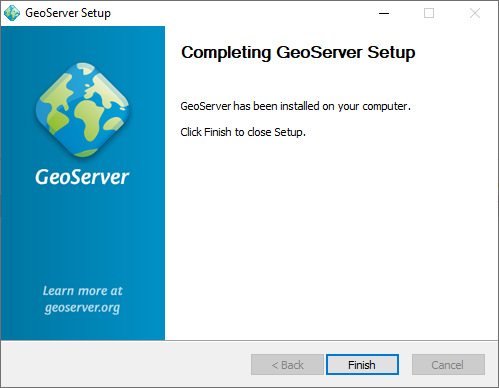 GeoServer Setup
Completing GeoServer Setup
GeoServer has been installed on your computer.
Click Finish to close Setup.
GeoServer
Learn more at
geoserver.org
< Back
Finish
Cancel